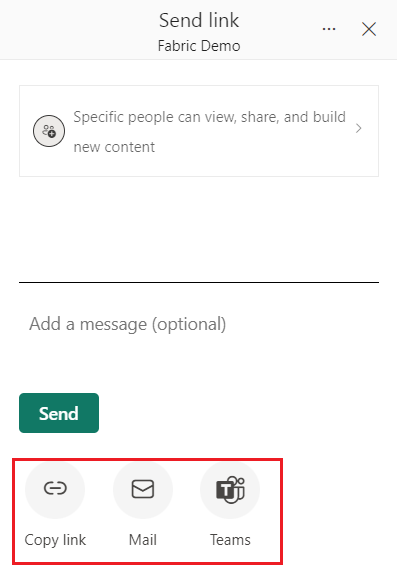 Send link
Fabric Demo
Specific people can view, share, and build
new content
Add a message (optional)
Send
Copy link
Mail
Teams